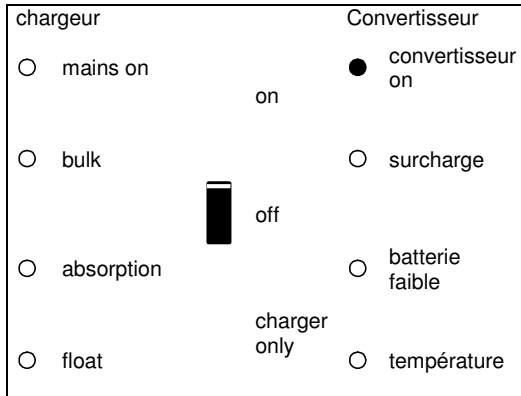 chargeur
Convertisseur
mains on
convertisseur
on
on
bulk
surcharge
off
absorption
batterie
faible
charger
only
float
température